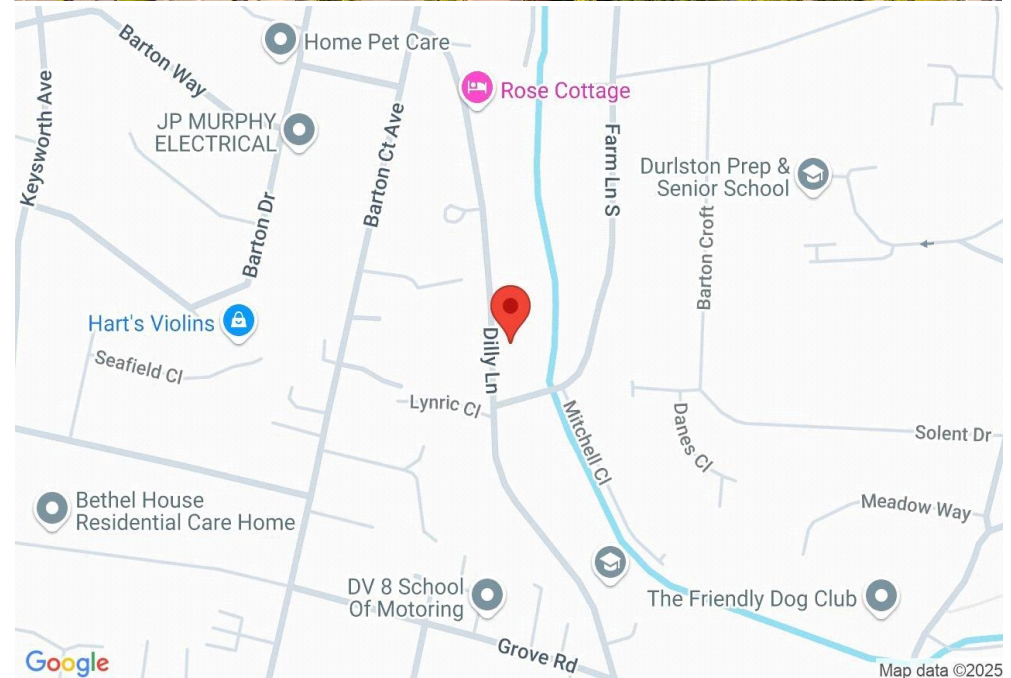 Barton Way
Home Pet Care
Keysworth Ave
Rose Cottage
JP MURPHY
ELECTRICAL
Barton Ct Ave
Farm Ln S
Durlston Prep &
Senior School
Barton Dr
Barton Croft
Hart's Violins
Dilly Ln
Seafield Cl
Lynric Cl
Mitchell Cl
Danes Cl
Solent Dr
Bethel House
Residential Care Home
Meadow Way
DV 8 School
Of Motoring
The Friendly Dog Club
Grove Rd
Google
Map data ©2025